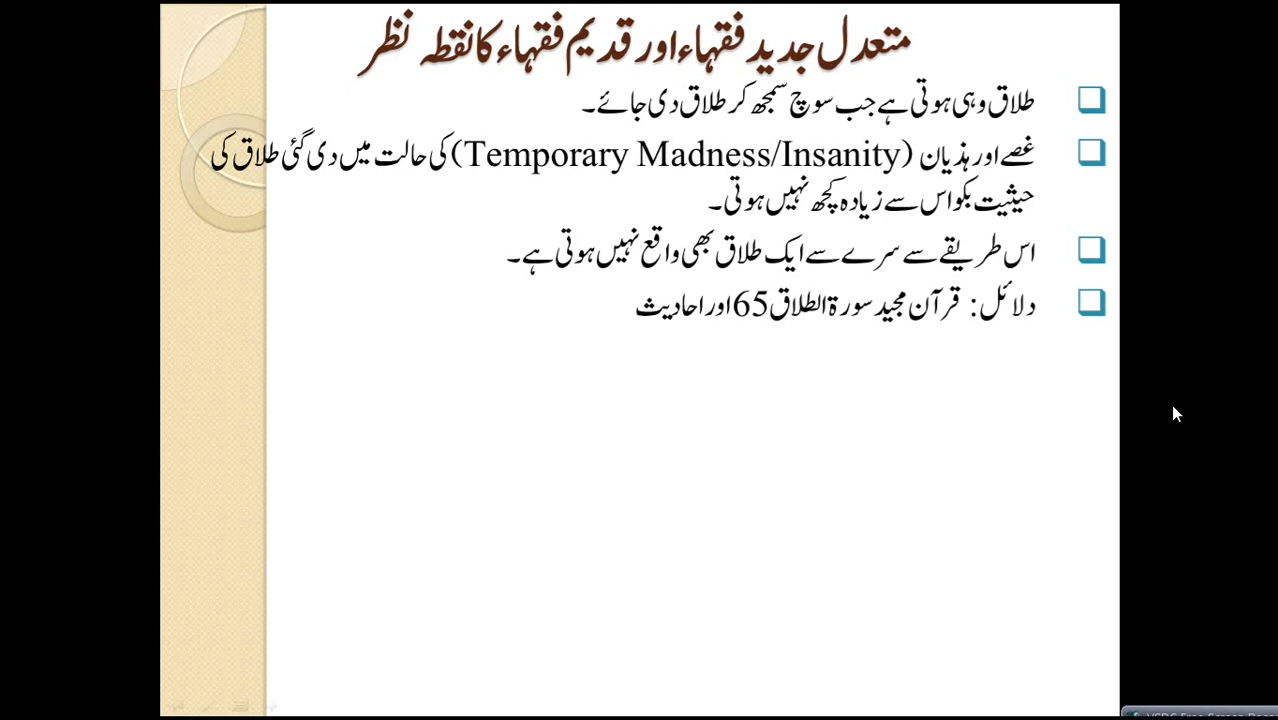 متعدل جدید فقہاء اور قدیم فقہاء کا نقطہ نظر
طلاق وہی ہوتی ہے جب سوچ سمجھ کر طلاق دی جائے۔
غصے اور ہذیان (Temporary Madness/Insanity) کی حالت میں دی گئی طلاق کی
حیثیت بکواس سے زیادہ کچھ نہیں ہوتی۔
اس طریقے سے سرے سے ایک طلاق بھی واقع نہیں ہوتی ہے۔
دلائل: قرآن مجید سورۃ الطلاق 65 اور احادیث